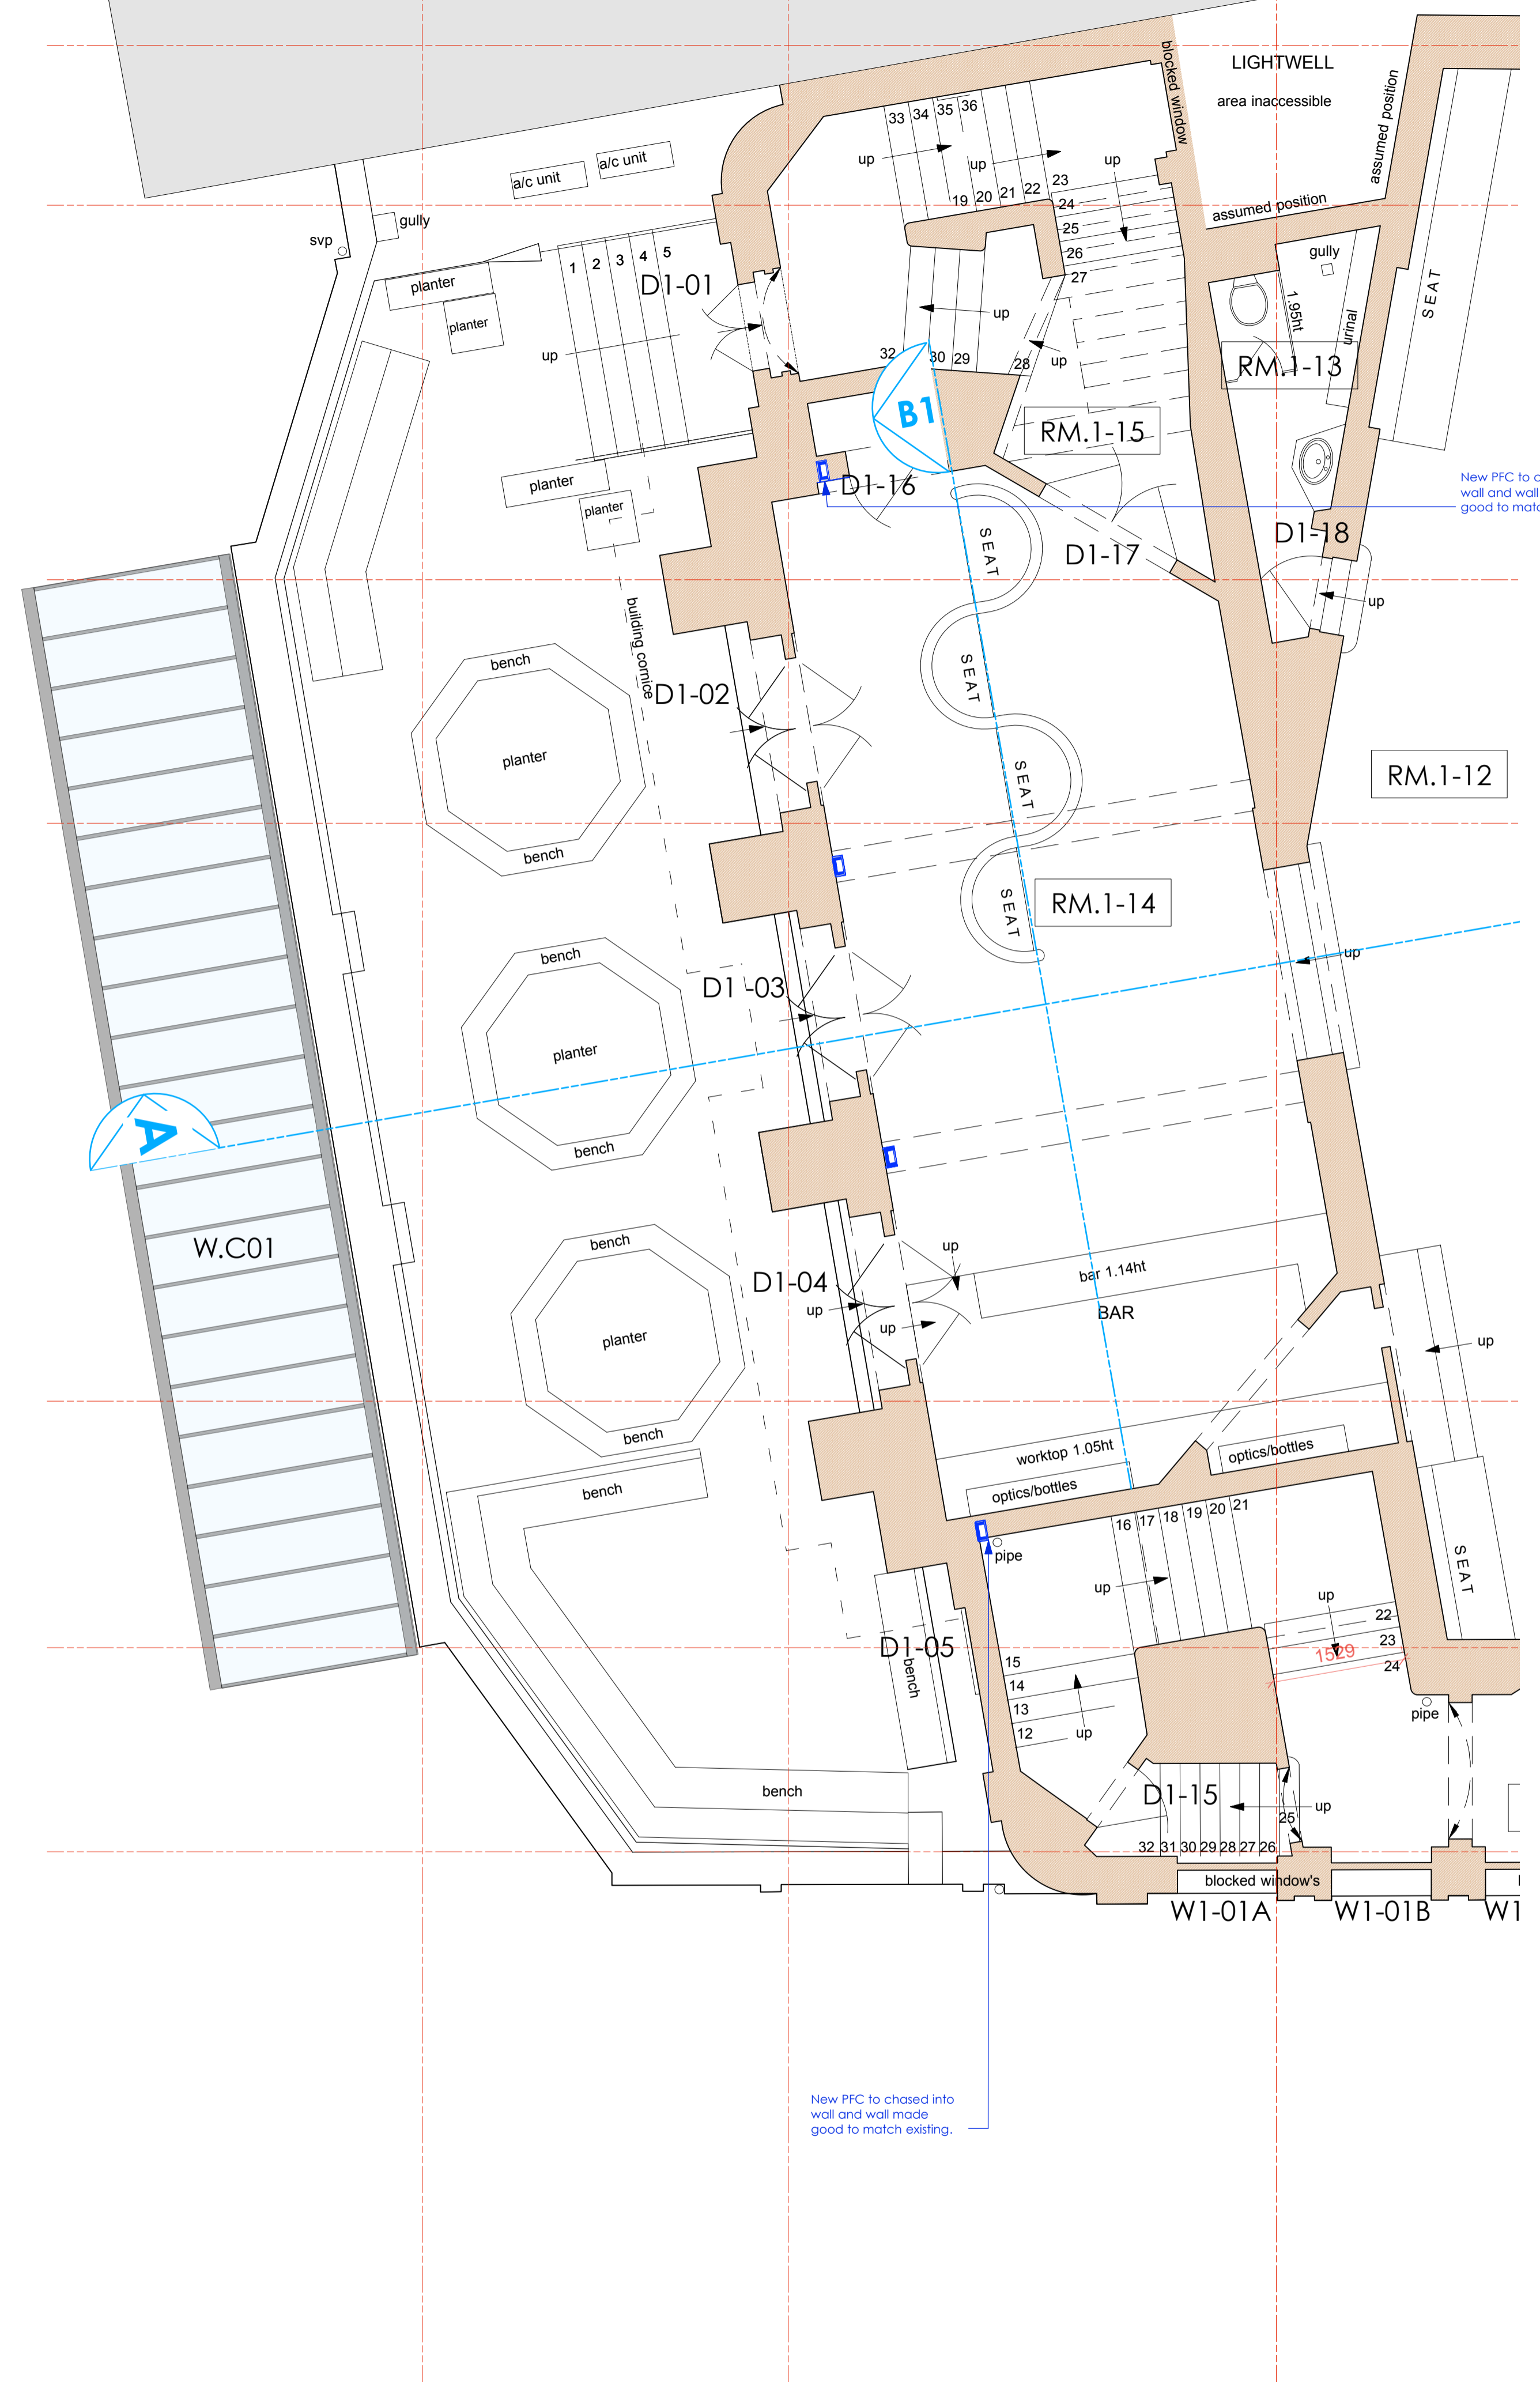 LIGHTWELL
area inaccessible
blocked window
assumed position
assumed position
SEAT
33 34 35 36
up
up
up
19 20 21 22 23
24
25
26
27
a/c unit
a/c unit
gully
svp
1 2 3 4 5
D1-01
planter
planter
up
up
up
32 30 29 28
gully
1.95ht
urinal
RM.1-13
B1
RM.1-15
planter
planter
D1-16
New PFC to
wall and wall
good to
SEAT
D1-17
D1-18
up
building cornice
SEAT
bench
D1-02
planter
bench
SEAT
RM.1-12
SEAT
RM.1-14
up
bench
D1 -03
planter
bench
A
W.C01
bench
D1-04
planter
bench
up
up
up
bar 1.14ht
BAR
up
worktop 1.05ht
optics/bottles
optics/bottles
bench
16 17 18 19 20 21
pipe
up
SEAT
up
22
23
24
1529
D1-05
bench
15
14
13
12
up
pipe
bench
D1-15
up
25
32 31 30 29 28 27 26
blocked window's
W1-01A
W1-01B
W1
New PFC to chased into
wall and wall made
good to match existing.